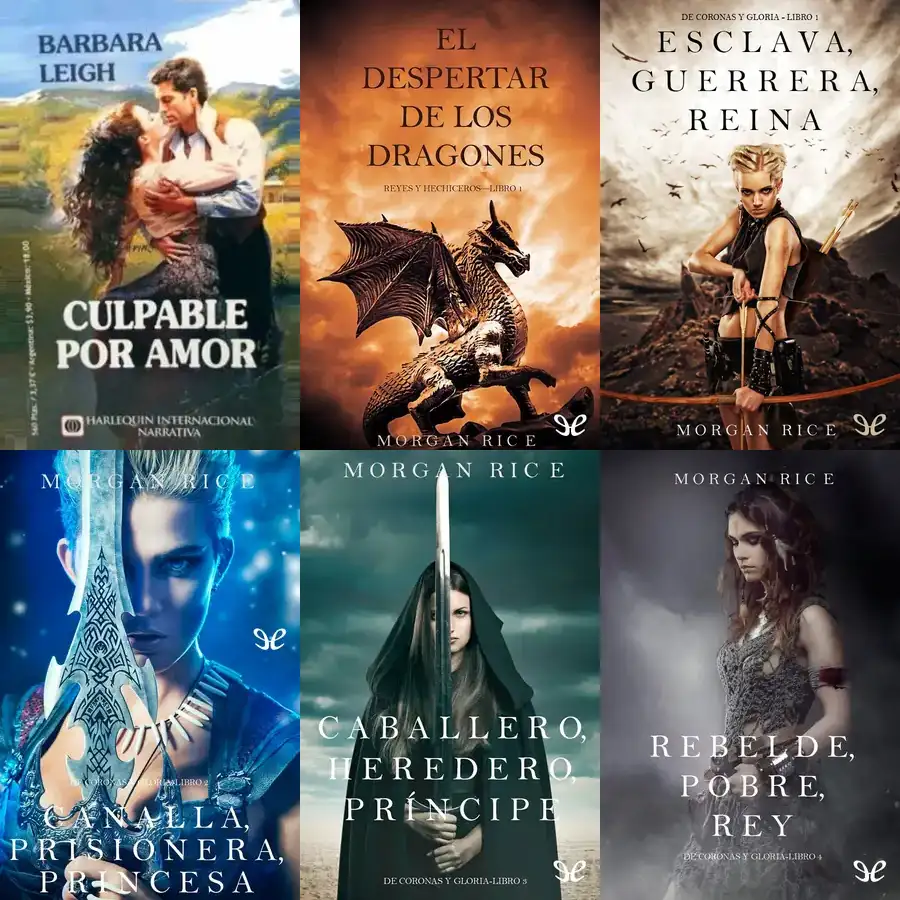 BARBARA
LEIGH
CULPABLE
POR AMOR
HARLEQUIN INTERNACIONAL
NARRATIVA
EL
DESPERTAR
DE LOS
DRAGONES
REYES Y HECHICEROS—LIBRO 1
MORGAN RICE
DE CORONAS Y GLORIA - LIBRO 1
ESCLAVA,
GUERRERA,
REINA
MORGAN RICE
MORGAN RICE
DE CORONAS Y GLORIA-LIBRO 2
CANALLA,
PRISIONERA,
PRINCESA
MORGAN RICE
CABALLERO,
HEREDERO,
PRÍNCIPE
DE CORONAS Y GLORIA-LIBRO 3
MORGAN RICE
REBELDE,
POBRE,
REY
DE CORONAS Y GLORIA-LIBRO 4